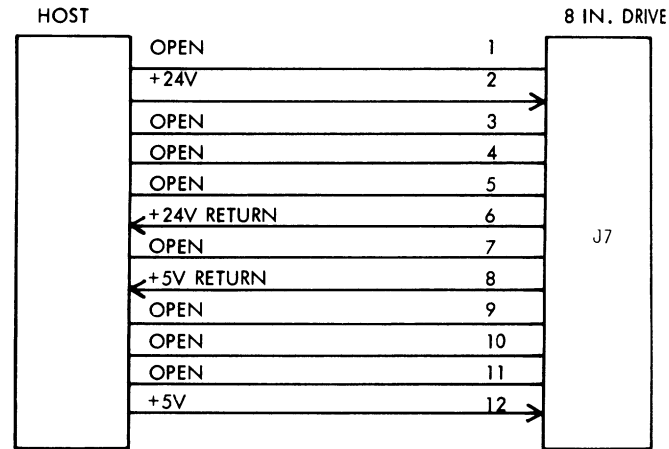 HOST 8 IN. DRIVE
OPEN 1
+24V 2
OPEN 3
OPEN 4
OPEN 5
+24V RETURN 6
J7
OPEN 7
+5V RETURN 8
OPEN 9
OPEN 10
OPEN 11
+5V 12